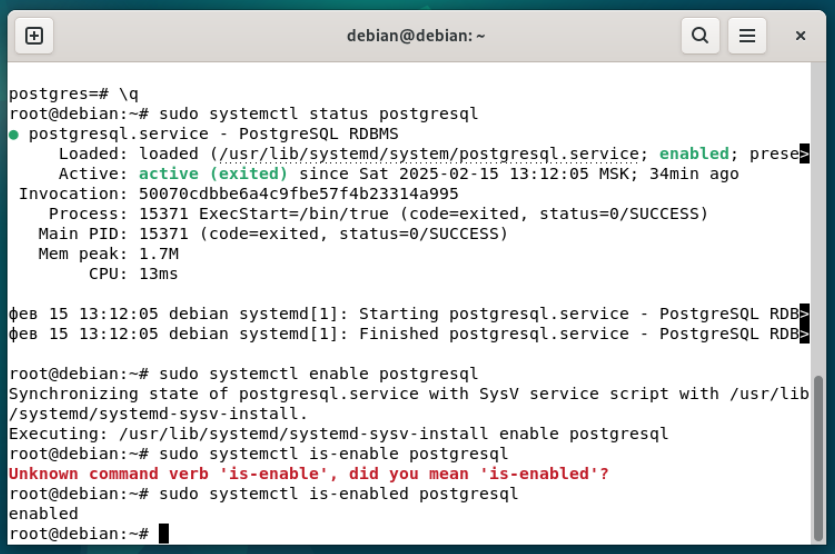 debian@debian: ~
postgres=# \q
root@debian:~# sudo systemctl status postgresql
● postgresql.service - PostgreSQL RDBMS
     Loaded: loaded (/usr/lib/systemd/system/postgresql.service; enabled; prese>
     Active: active (exited) since Sat 2025-02-15 13:12:05 MSK; 34min ago
 Invocation: 50070cdbbe6a4c9fbe57f4b23314a995
    Process: 15371 ExecStart=/bin/true (code=exited, status=0/SUCCESS)
   Main PID: 15371 (code=exited, status=0/SUCCESS)
   Mem peak: 1.7M
        CPU: 13ms
фев 15 13:12:05 debian systemd[1]: Starting postgresql.service - PostgreSQL RDB>
фев 15 13:12:05 debian systemd[1]: Finished postgresql.service - PostgreSQL RDB>
root@debian:~# sudo systemctl enable postgresql
Synchronizing state of postgresql.service with SysV service script with /usr/lib
/systemd/systemd-sysv-install.
Executing: /usr/lib/systemd/systemd-sysv-install enable postgresql
root@debian:~# sudo systemctl is-enable postgresql
Unknown command verb 'is-enable', did you mean 'is-enabled'?
root@debian:~# sudo systemctl is-enabled postgresql
enabled
root@debian:~#